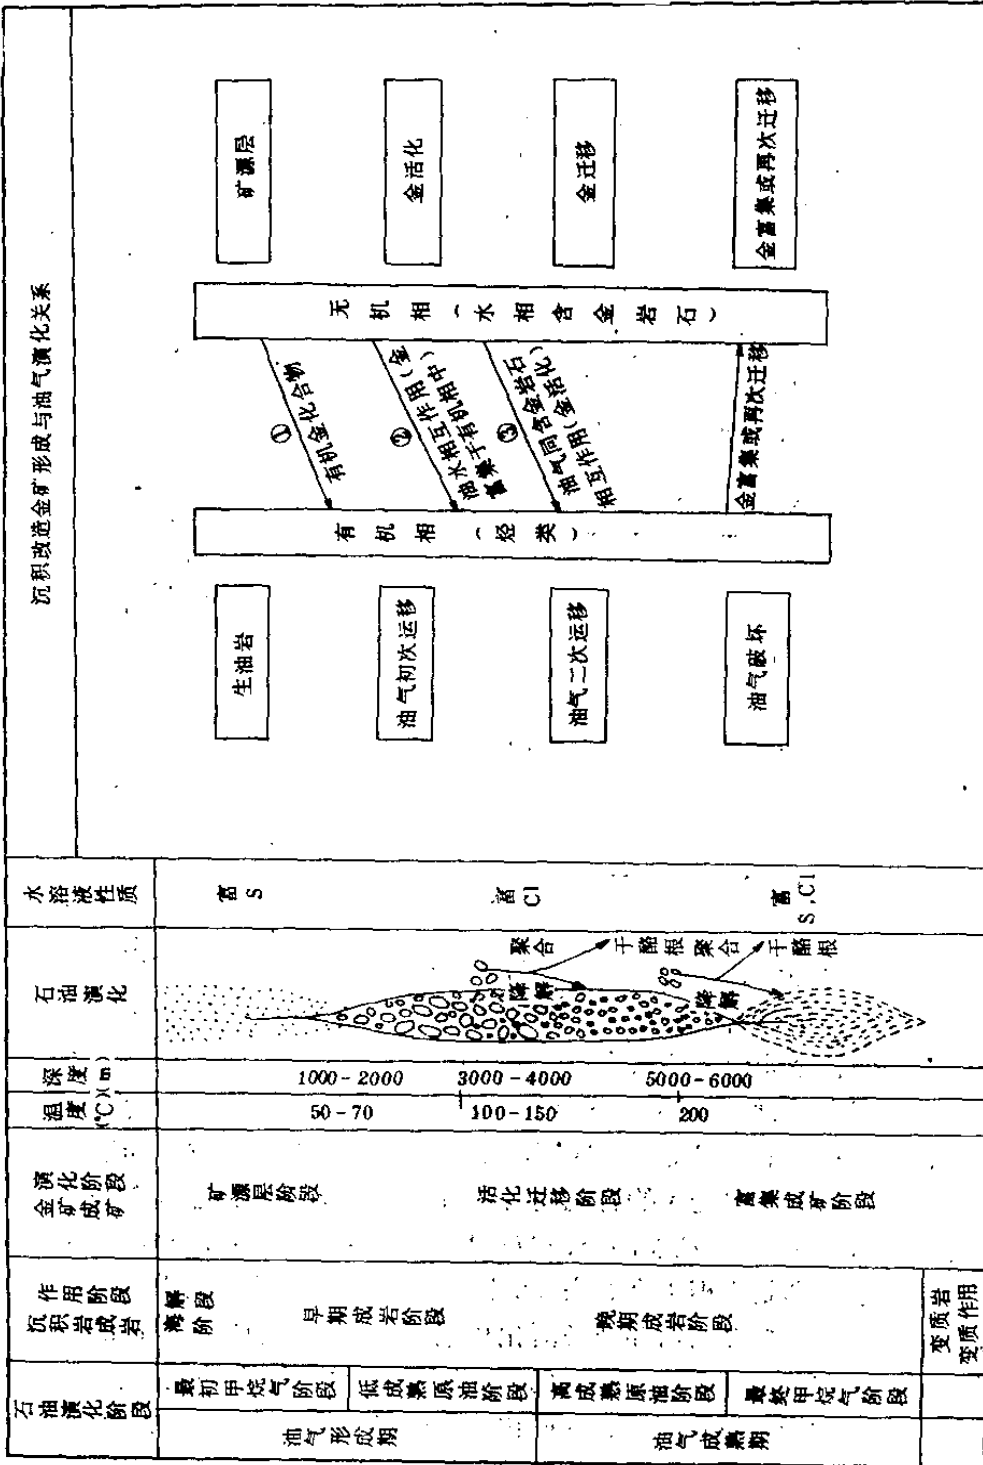 石油演化阶段
沉积岩成岩
作用阶段
金矿成矿
演化阶段
温度
(℃)
深度
(m)
石油演化
水溶液性质
沉积改造金矿形成与油气演化关系
油气形成期
最初甲烷气阶段
低成熟原油阶段
油气成熟期
高成熟原油阶段
最终甲烷气阶段
海解
阶段
早期成岩阶段
晚期成岩阶段
变质岩
变质作用
矿源层阶段
活化迁移阶段
富集成矿阶段
50-70
100-150
200
1000-2000
3000-4000
5000-6000
降解
聚合
干酪根
降解
聚合
干酪根
富
S
富
Cl
富
S,Cl
生油岩
油气初次运移
油气二次运移
油气破坏
有机相(烃类)
①
有机金化合物
②
油水相互作用(金
富集于有机相中)
③
油气同含金岩石
相互作用(金活化)
金富集或再次迁移
无机相(水相含金岩石)
矿源层
金活化
金迁移
金富集或再次迁移